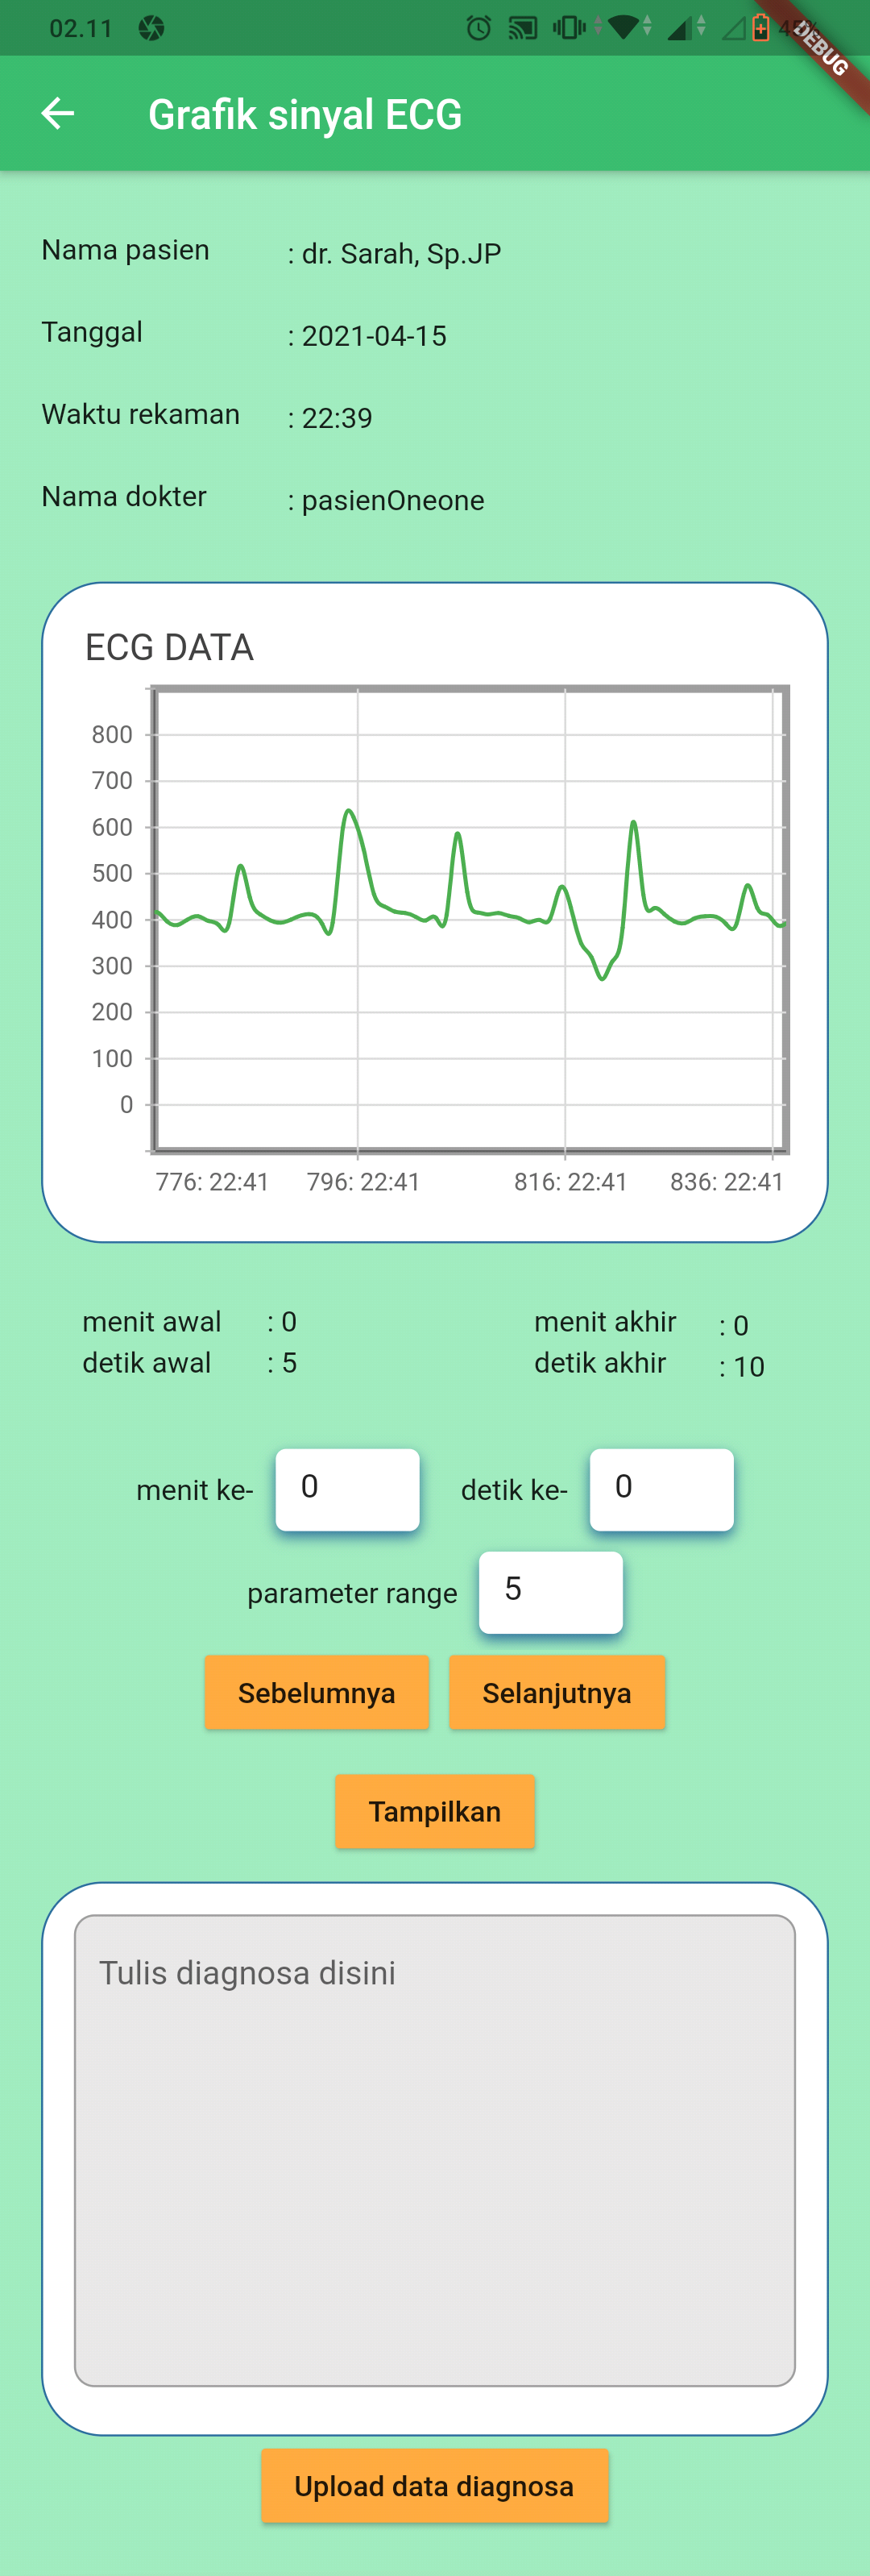 02.11
45%
DEBUG
Grafik sinyal ECG
Nama pasien : dr. Sarah, Sp.JP
Tanggal : 2021-04-15
Waktu rekaman : 22:39
Nama dokter : pasienOneone
ECG DATA
800
700
600
500
400
300
200
100
0
776: 22:41 796: 22:41 816: 22:41 836: 22:41
menit awal : 0 menit akhir : 0
detik awal : 5 detik akhir : 10
menit ke- 0 detik ke- 0
parameter range 5
Sebelumnya Selanjutnya
Tampilkan
Tulis diagnosa disini
Upload data diagnosa